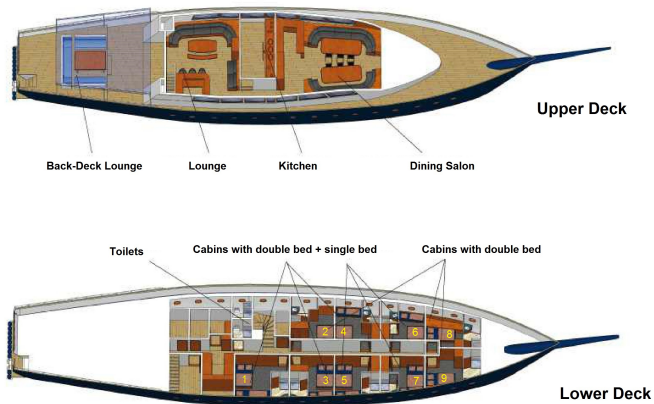 Upper Deck
Back-Deck Lounge
Lounge
Kitchen
Dining Salon
Toilets
Cabins with double bed + single bed
Cabins with double bed
2 4 6 8
1 3 5 7 9
Lower Deck